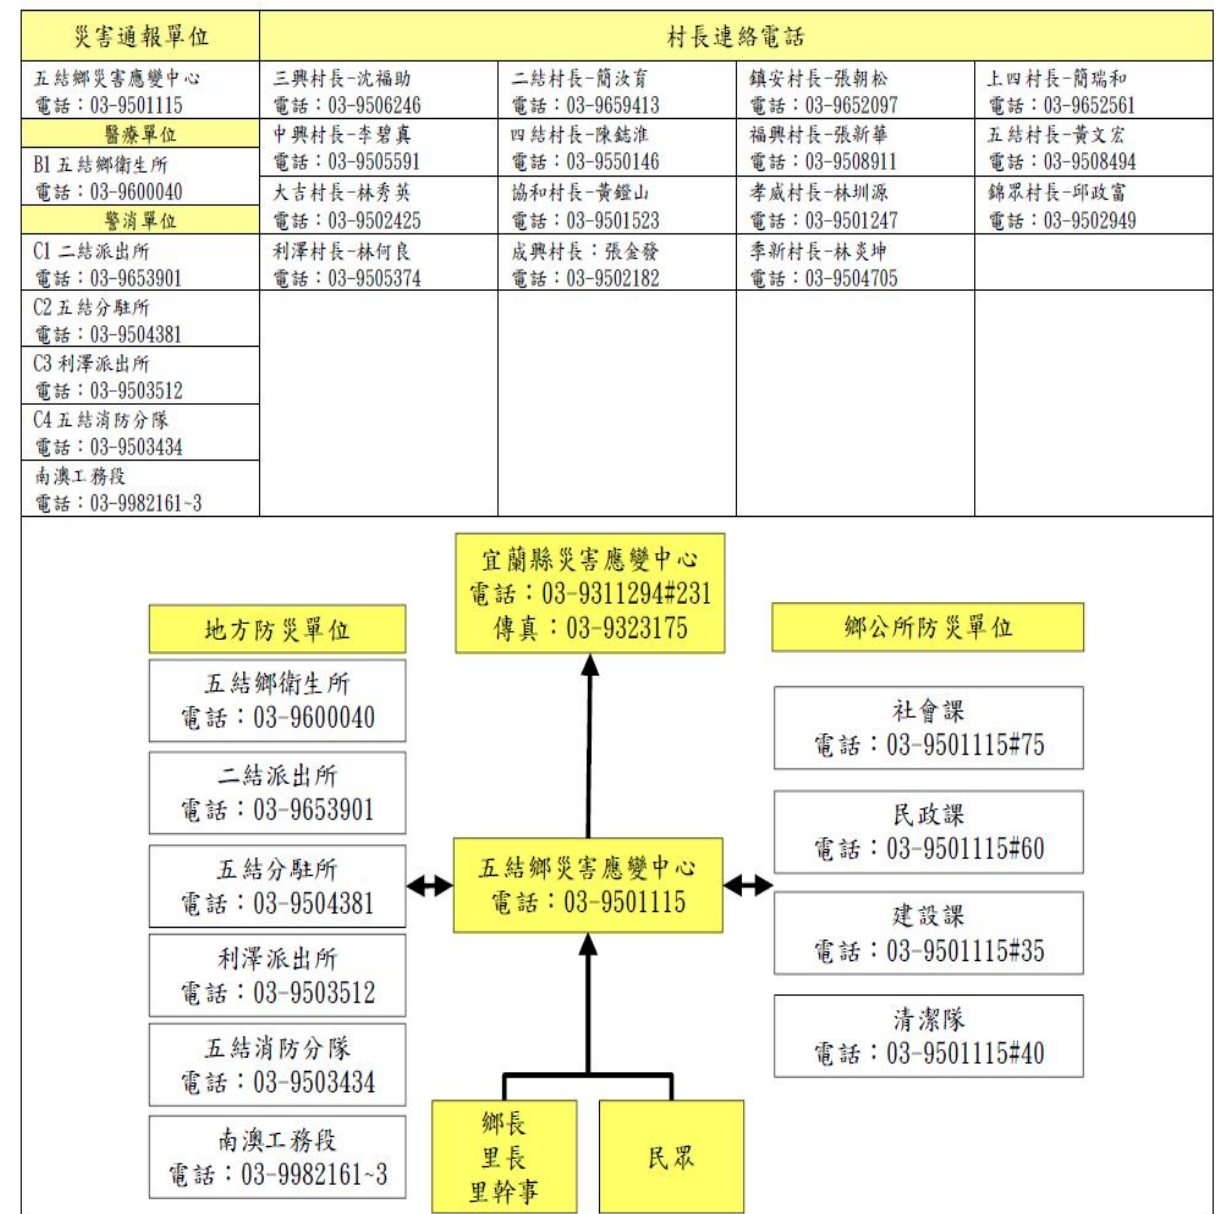 災害通報單位
村長連絡電話
五結鄉災害應變中心
電話：03-9501115
三興村長-沈福助
電話：03-9506246
二結村長-簡汝育
電話：03-9659413
鎮安村長-張朝松
電話：03-9652097
上四村長-簡瑞和
電話：03-9652561
醫療單位
中興村長-李碧真
電話：03-9505591
四結村長-陳鋕淮
電話：03-9550146
福興村長-張新華
電話：03-9508911
五結村長-黃文宏
電話：03-9508494
B1 五結鄉衛生所
電話：03-9600040
大吉村長-林秀英
電話：03-9502425
協和村長-黃鐙山
電話：03-9501523
孝威村長-林圳源
電話：03-9501247
錦眾村長-邱政富
電話：03-9502949
警消單位
C1 二結派出所
電話：03-9653901
利澤村長-林何良
電話：03-9505374
成興村長：張金發
電話：03-9502182
季新村長-林炎坤
電話：03-9504705
C2 五結分駐所
電話：03-9504381
C3 利澤派出所
電話：03-9503512
C4 五結消防分隊
電話：03-9503434
南澳工務段
電話：03-9982161~3
宜蘭縣災害應變中心
電話：03-9311294#231
傳真：03-9323175
地方防災單位
五結鄉衛生所
電話：03-9600040
二結派出所
電話：03-9653901
五結分駐所
電話：03-9504381
利澤派出所
電話：03-9503512
五結消防分隊
電話：03-9503434
南澳工務段
電話：03-9982161~3
五結鄉災害應變中心
電話：03-9501115
鄉長
里長
里幹事
民眾
鄉公所防災單位
社會課
電話：03-9501115#75
民政課
電話：03-9501115#60
建設課
電話：03-9501115#35
清潔隊
電話：03-9501115#40